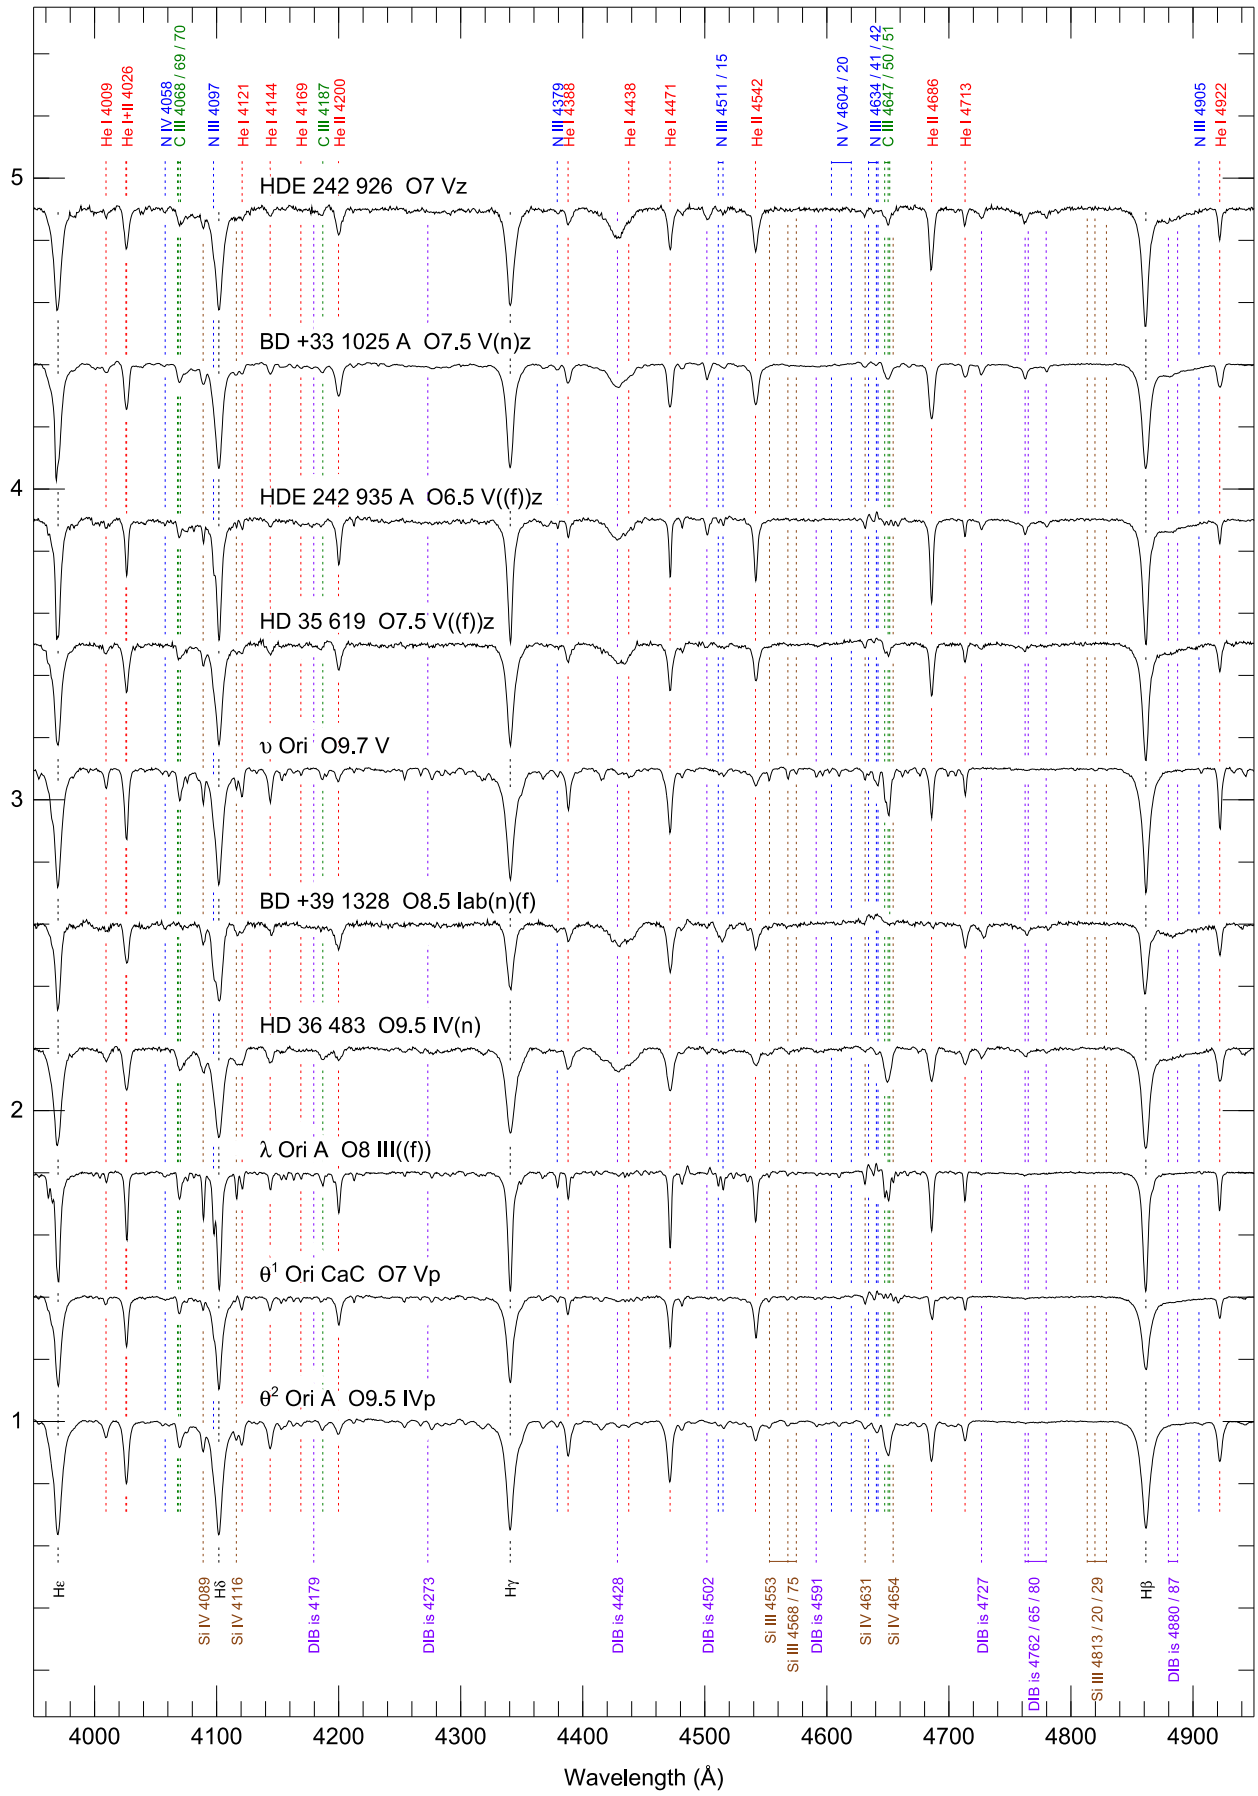 He I 4009
He I+II 4026
N IV 4058
C III 4068 / 69 / 70
N III 4097
He I 4121
He I 4144
He I 4169
C III 4187
He II 4200
N III 4379
He I 4388
He I 4438
He I 4471
N III 4511 / 15
He II 4542
N V 4604 / 20
N III 4634 / 41 / 42
C III 4647 / 50 / 51
He II 4686
He I 4713
N III 4905
He I 4922
5
HDE 242 926 O7 Vz
BD +33 1025 A O7.5 V(n)z
4
HDE 242 935 A O6.5 V((f))z
HD 35 619 O7.5 V((f))z
υ Ori O9.7 V
3
BD +39 1328 O8.5 Iab(n)(f)
HD 36 483 O9.5 IV(n)
2
λ Ori A O8 III((f))
θ¹ Ori CaC O7 Vp
θ² Ori A O9.5 IVp
1
Hε
Si IV 4089
Hδ
Si IV 4116
DIB is 4179
DIB is 4273
Hγ
DIB is 4428
DIB is 4502
Si III 4553
Si III 4568 / 75
DIB is 4591
Si IV 4631
Si IV 4654
DIB is 4727
DIB is 4762 / 65 / 80
Si III 4813 / 20 / 29
Hβ
DIB is 4880 / 87
4000 4100 4200 4300 4400 4500 4600 4700 4800 4900
Wavelength (Å)